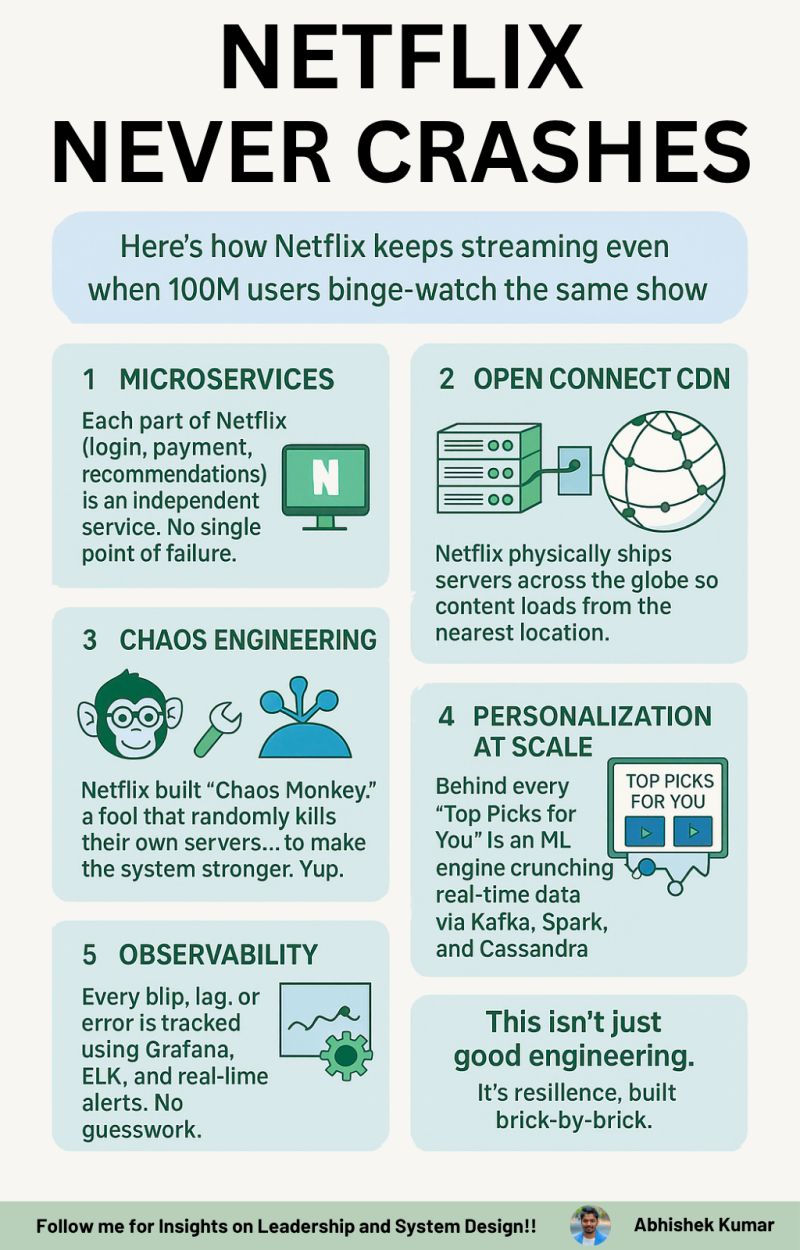 NETFLIX
NEVER CRASHES
Here's how Netflix keeps streaming even
when 100M users binge-watch the same show
1 MICROSERVICES
Each part of Netflix
(login, payment,
recommendations)
is an independent
service. No single
point of failure.
N
2 OPEN CONNECT CDN
Netflix physically ships
servers across the globe so
content loads from the
nearest location.
3 CHAOS ENGINEERING
Netflix built “Chaos Monkey.”
a fool that randomly kills
their own servers... to make
the system stronger. Yup.
4 PERSONALIZATION
AT SCALE
Behind every
“Top Picks for
You” Is an ML
engine crunching
real-time data
via Kafka, Spark,
and Cassandra
TOP PICKS
FOR YOU
5 OBSERVABILITY
Every blip, lag. or
error is tracked
using Grafana,
ELK, and real-lime
alerts. No
guesswork.
This isn't just
good engineering.
It's resillence, built
brick-by-brick.
Follow me for Insights on Leadership and System Design!!
Abhishek Kumar